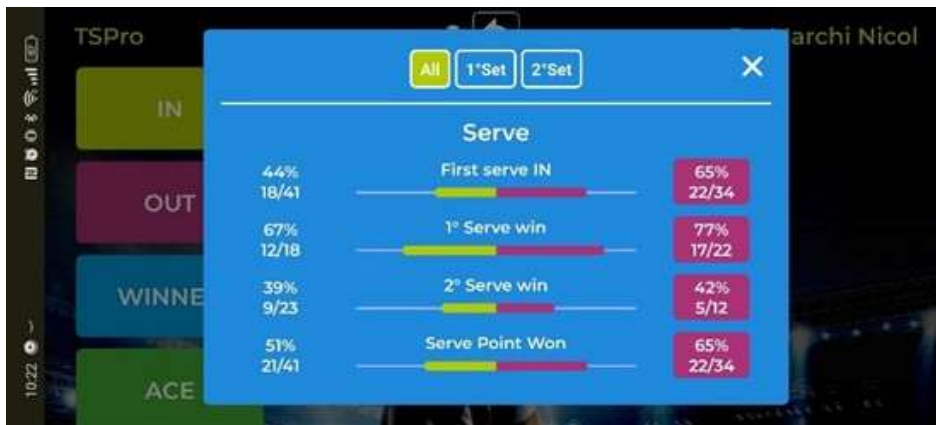 TSPro
archi Nicol
All 1°Set 2°Set
IN
Serve
44% First serve IN 65%
18/41 22/34
OUT
67% 1° Serve win 77%
12/18 17/22
WINNE
39% 2° Serve win 42%
9/23 5/12
51% Serve Point Won 65%
21/41 22/34
ACE
10:22